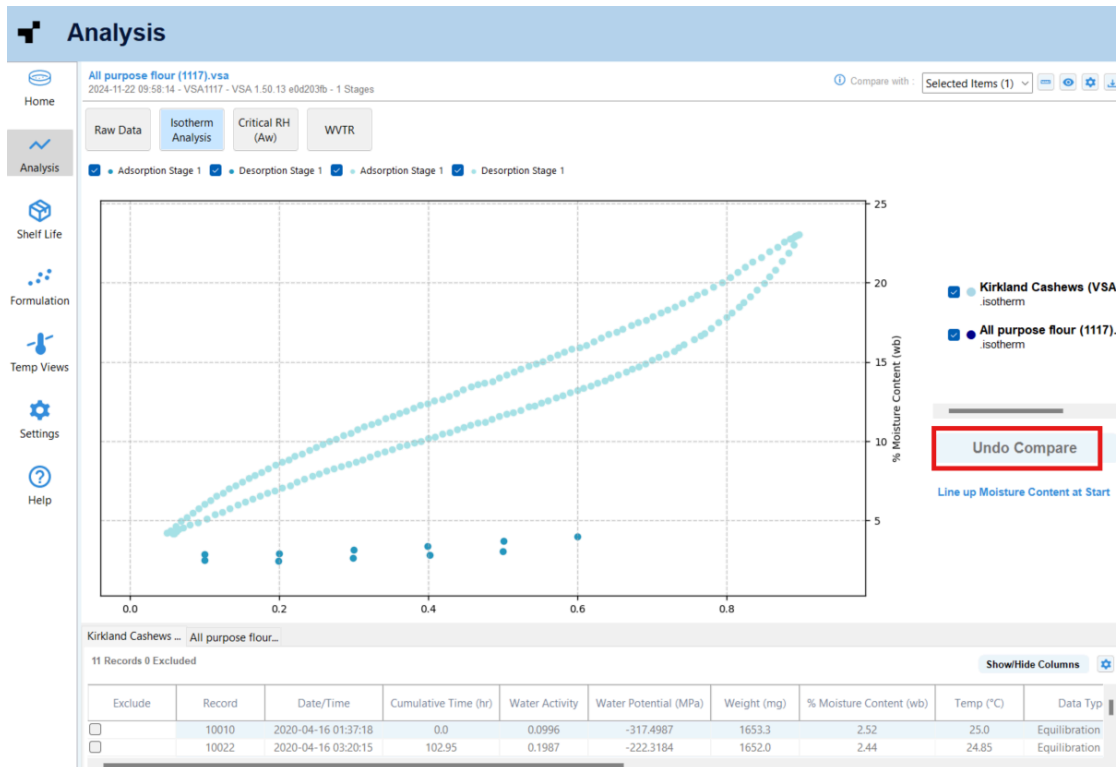 Analysis
Home
Analysis
Shelf Life
Formulation
Temp Views
Settings
Help
All purpose flour (1117).vsa
2024-11-22 09:58:14 - VSA1117 - VSA 1.50.13 e0d203fb - 1 Stages
Compare with :
Selected Items (1)
Raw Data
Isotherm
Analysis
Critical RH
(Aw)
WVTR
Adsorption Stage 1
Desorption Stage 1
Adsorption Stage 1
Desorption Stage 1
25
20
15
10
5
% Moisture Content (wb)
0.0
0.2
0.4
0.6
0.8
Kirkland Cashews (VSA
.isotherm
All purpose flour (1117).
.isotherm
Undo Compare
Line up Moisture Content at Start
Kirkland Cashews ...
All purpose flour...
11 Records 0 Excluded
Show/Hide Columns
Exclude Record Date/Time Cumulative Time (hr) Water Activity Water Potential (MPa) Weight (mg) % Moisture Content (wb) Temp (°C) Data Typ
10010 2020-04-16 01:37:18 0.0 0.0996 -317.4987 1653.3 2.52 25.0 Equilibration
10022 2020-04-16 03:20:15 102.95 0.1987 -222.3184 1652.0 2.44 24.85 Equilibration